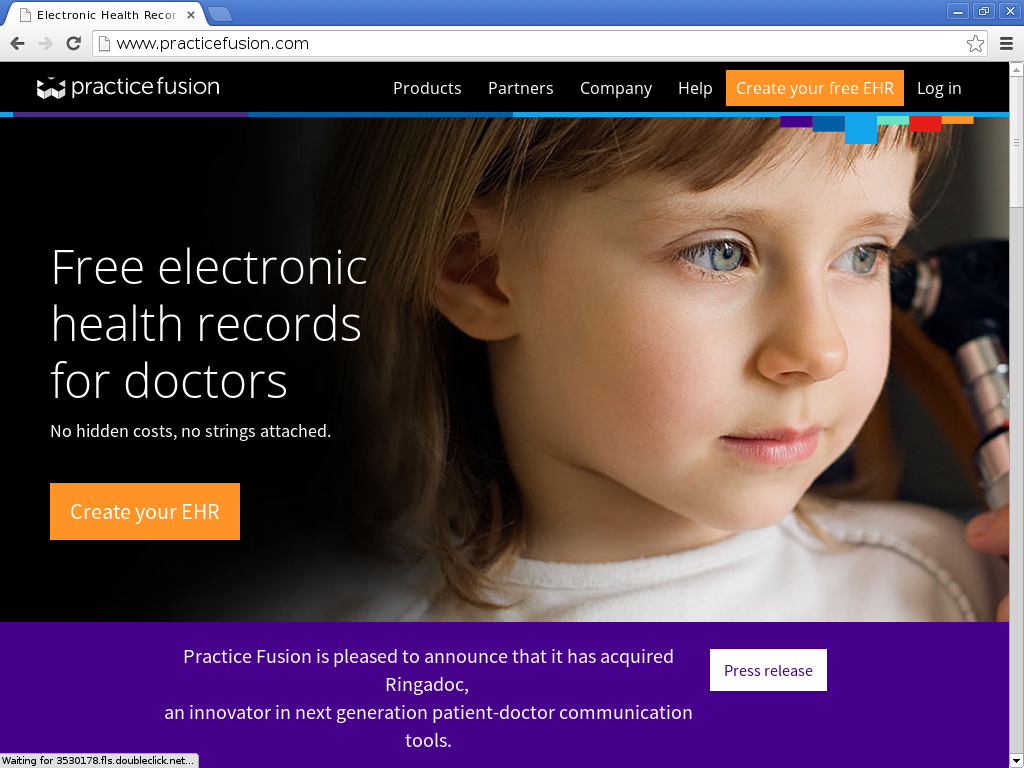 Electronic Health Recor
www.practicefusion.com
practice fusion
Products
Partners
Company
Help
Create your free EHR
Log in
Free electronic
health records
for doctors
No hidden costs, no strings attached.
Create your EHR
Practice Fusion is pleased to announce that it has acquired
Ringadoc,
an innovator in next generation patient-doctor communication
tools.
Press release
Waiting for 3530178.fls.doubleclick.net...